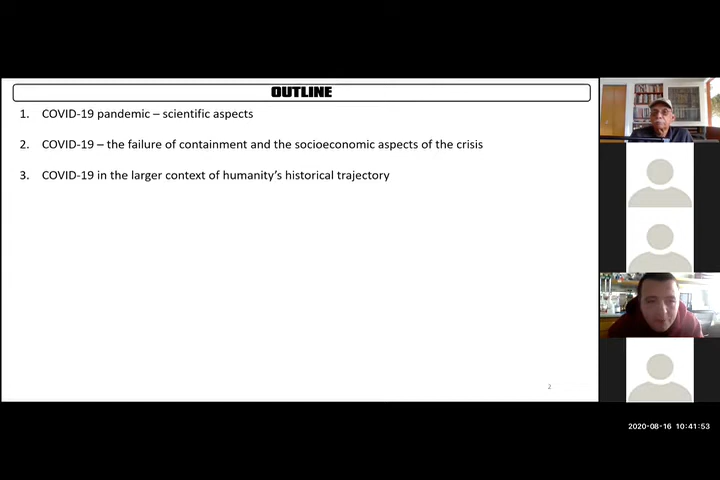 OUTLINE
1. COVID-19 pandemic – scientific aspects
2. COVID-19 – the failure of containment and the socioeconomic aspects of the crisis
3. COVID-19 in the larger context of humanity's historical trajectory
2
2020-08-16 10:41:53